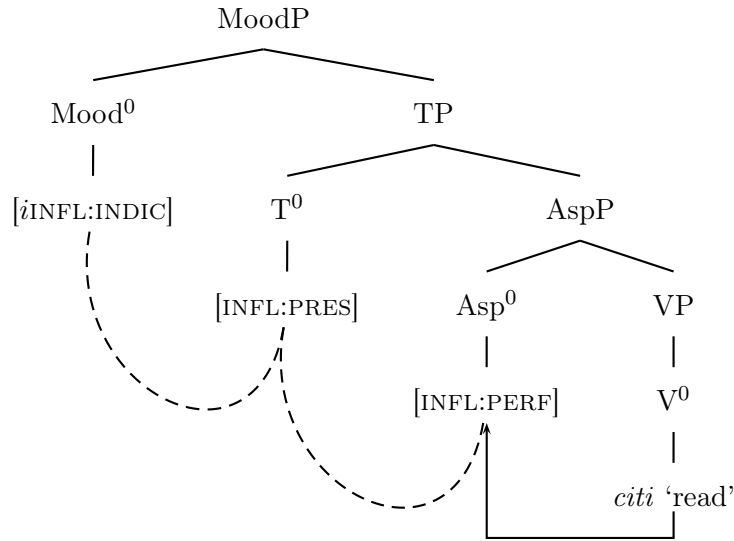 MoodP
Mood⁰ TP
[iINFL:INDIC] T⁰ AspP
[INFL:PRES] Asp⁰ VP
[INFL:PERF] V⁰
citi ‘read’